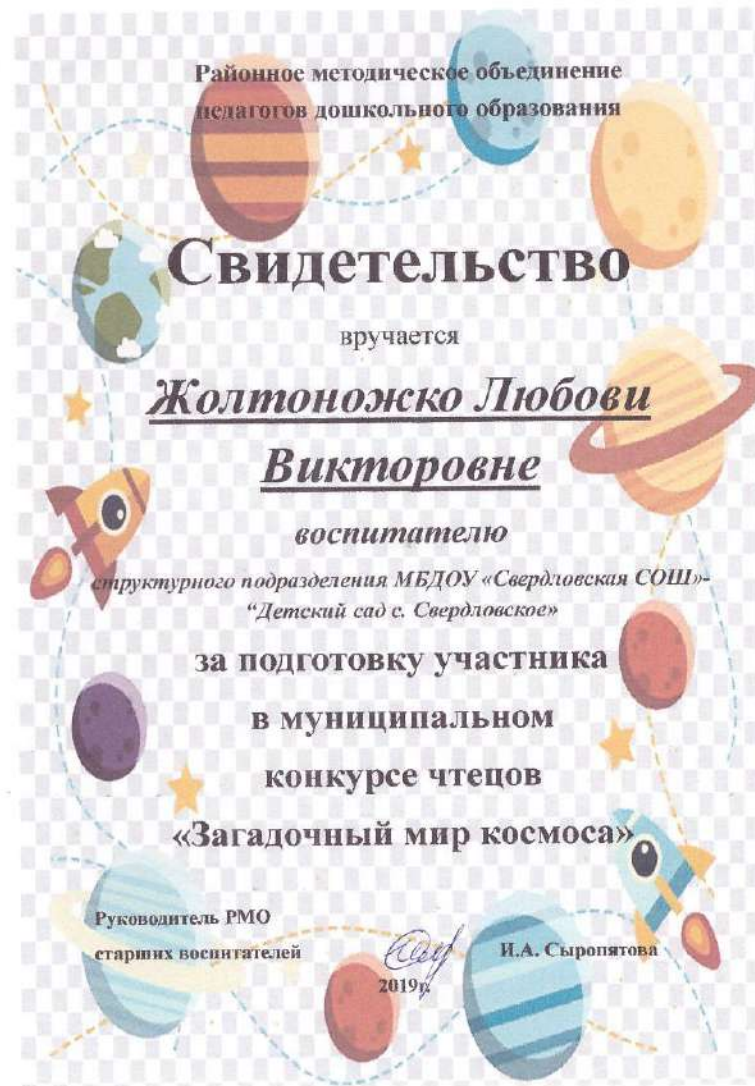 Районное методическое объединение
педагогов дошкольного образования
Свидетельство
вручается
Жолтоножко Любови
Викторовне
воспитателю
структурного подразделения МБДОУ «Свердловская СОШ»-
“Детский сад с. Свердловское»
за подготовку участника
в муниципальном
конкурсе чтецов
«Загадочный мир космоса»
Руководитель РМО
старших воспитателей И.А. Сыропятова
2019г.